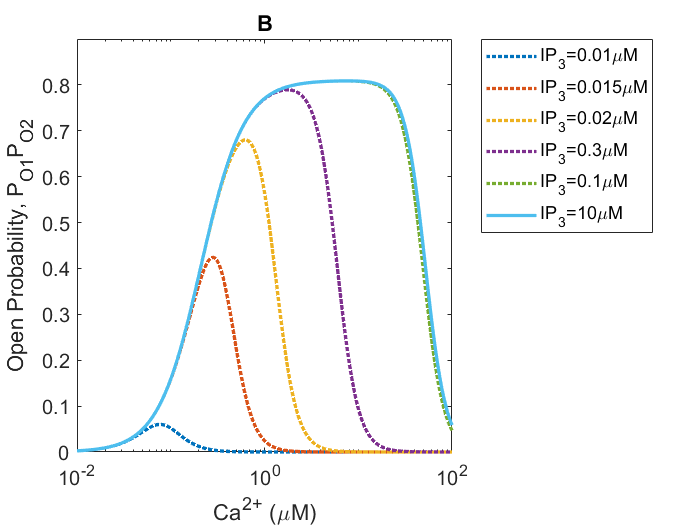 B
0.8
0.7
0.6
0.5
0.4
0.3
0.2
0.1
0
10-2
100
102
Open Probability, PO1PO2
Ca2+ (μM)
IP3=0.01μM
IP3=0.015μM
IP3=0.02μM
IP3=0.3μM
IP3=0.1μM
IP3=10μM